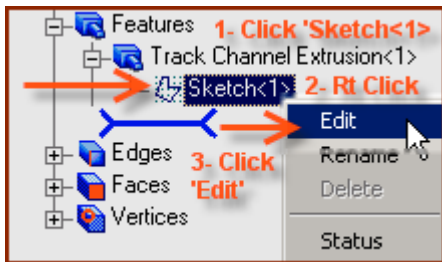 Features 1- Click 'Sketch<1>
Track Channel Extrusion<1>
Sketch<1> 2- Rt Click
Edit
Edges 3- Click Rename
Faces 'Edit' Delete
Vertices
Status